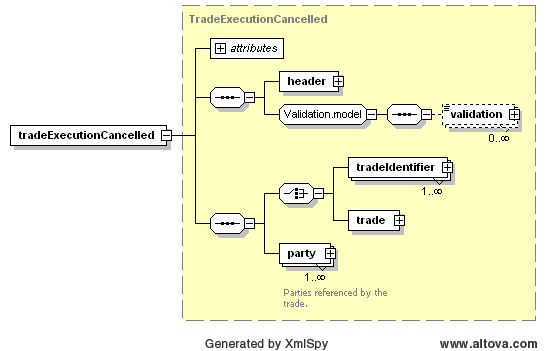 TradeExecutionCancelled
attributes
header
Validation.model
validation
0..∞
tradeExecutionCancelled
tradeIdentifier
1..∞
trade
party
1..∞
Parties referenced by the
trade.
Generated by XmlSpy
www.altova.com